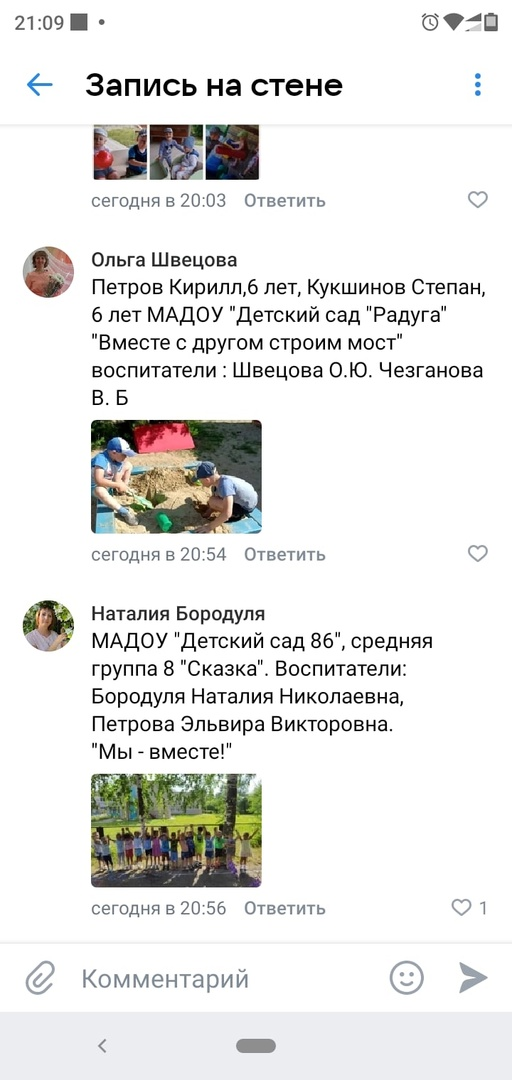 21:09
Запись на стене
сегодня в 20:03 Ответить
Ольга Швецова
Петров Кирилл,6 лет, Кукшинов Степан,
6 лет МАДОУ "Детский сад "Радуга"
"Вместе с другом строим мост"
воспитатели : Швецова О.Ю. Чезганова
В. Б
сегодня в 20:54 Ответить
Наталия Бородуля
МАДОУ "Детский сад 86", средняя
группа 8 "Сказка". Воспитатели:
Бородуля Наталия Николаевна,
Петрова Эльвира Викторовна.
"Мы - вместе!"
сегодня в 20:56 Ответить 1
Комментарий